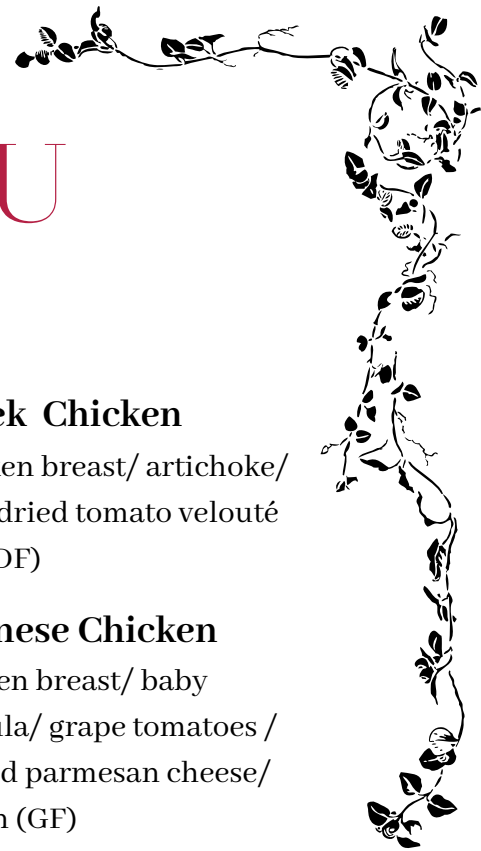 U
ek Chicken
en breast/ artichoke/
dried tomato velouté
OF)
nese Chicken
en breast/ baby
ula/ grape tomatoes /
d parmesan cheese/
n (GF)